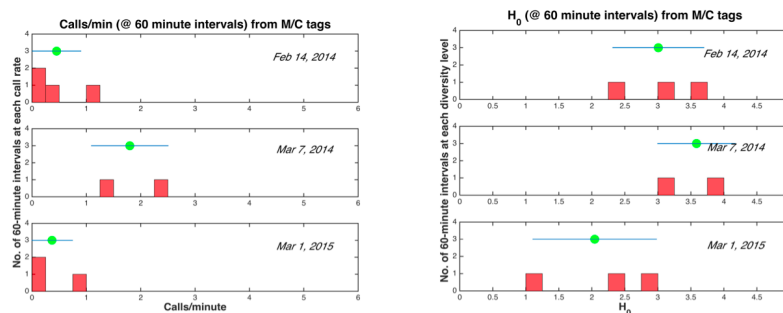 Calls/min (@ 60 minute intervals) from M/C tags
No. of 60-minute intervals at each call rate
4
3
2
1
0
Feb 14, 2014
0 1 2 3 4 5 6
4
3
2
1
0
Mar 7, 2014
0 1 2 3 4 5 6
4
3
2
1
0
Mar 1, 2015
0 1 2 3 4 5 6
Calls/minute
H0 (@ 60 minute intervals) from M/C tags
No. of 60-minute intervals at each diversity level
4
3
2
1
0
Feb 14, 2014
0 0.5 1 1.5 2 2.5 3 3.5 4 4.5
4
3
2
1
0
Mar 7, 2014
0 0.5 1 1.5 2 2.5 3 3.5 4 4.5
4
3
2
1
0
Mar 1, 2015
0 0.5 1 1.5 2 2.5 3 3.5 4 4.5
H0